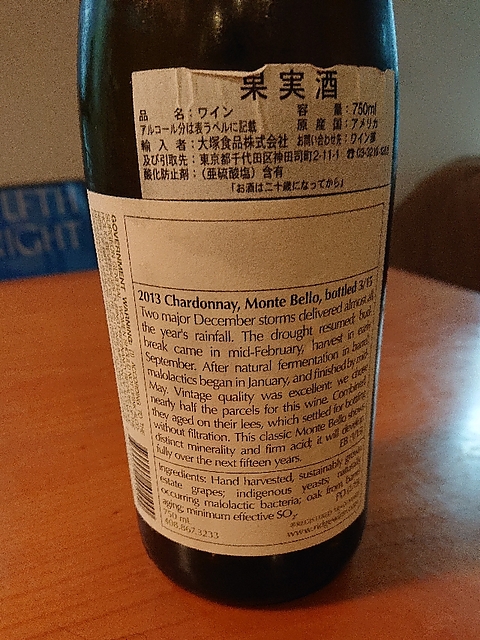 果実酒
品　名：ワイン　容　量：750ml
アルコール分は表ラベルに記載　原産国：アメリカ
輸入者：大塚食品株式会社　お問い合わせ先：ワイン部
及び引取先：東京都千代田区神田司町2-11-1
酸化防止剤：（亜硫酸塩）含有
「お酒は二十歳になってから」
GOVERNMENT WARNING:
2013 Chardonnay, Monte Bello, bottled 3/15
Two major December storms delivered almost all
the year's rainfall. The drought resumed; bud
break came in mid-February, harvest in early
September. After natural fermentation in barrel,
malolactics began in January, and finished by mid-
May. Vintage quality was excellent: we chose
nearly half the parcels for this wine. Combined,
they aged on their lees, which settled for bottling
without filtration. This classic Monte Bello shows
distinct minerality and firm acid; it will develop
fully over the next fifteen years.
Ingredients: Hand harvested, sustainably grown
estate grapes; indigenous yeasts; naturally
occurring malolactic bacteria; oak from barrel
aging; minimum effective SO₂.
750 ml
408.867.3233